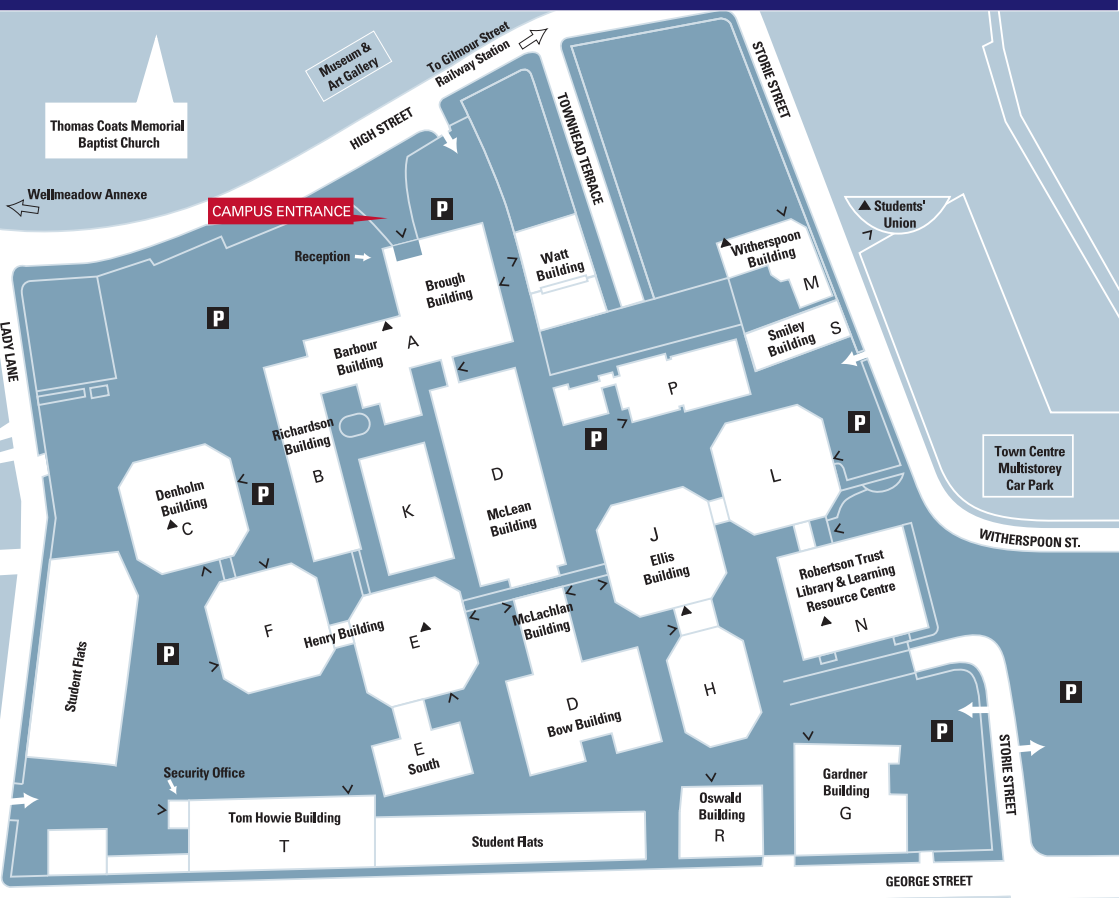 Museum &
Art Gallery
To Gilmour Street
Railway Station
STORIE STREET
Thomas Coats Memorial
Baptist Church
HIGH STREET
TOWNHEAD TERRACE
Wellmeadow Annexe
CAMPUS ENTRANCE
P
Students'
Union
Reception
Watt
Building
Witherspoon
Building
M
Brough
Building
P
LADY LANE
Barbour
Building
A
Smiley
Building
S
P
Richardson
Building
B
P
P
Denholm
Building
C
P
K
D
McLean
Building
L
Town Centre
Multistorey
Car Park
J
Ellis
Building
WITHERSPOON ST.
Robertson Trust
Library & Learning
Resource Centre
N
F
Henry Building
E
McLachlan
Building
P
Student Flats
H
P
D
Bow Building
P
E
South
STORIE STREET
Security Office
Gardner
Building
G
Oswald
Building
R
Tom Howie Building
T
Student Flats
GEORGE STREET